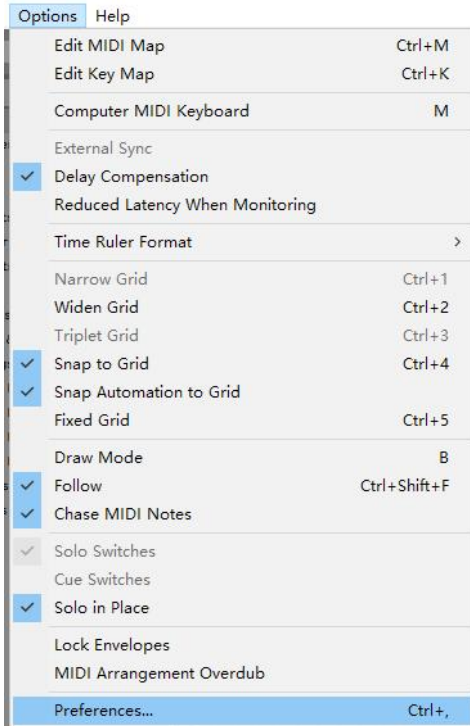 Options Help
Edit MIDI Map Ctrl+M
Edit Key Map Ctrl+K
Computer MIDI Keyboard M
External Sync
Delay Compensation
Reduced Latency When Monitoring
Time Ruler Format >
Narrow Grid Ctrl+1
Widen Grid Ctrl+2
Triplet Grid Ctrl+3
Snap to Grid Ctrl+4
Snap Automation to Grid
Fixed Grid Ctrl+5
Draw Mode B
Follow Ctrl+Shift+F
Chase MIDI Notes
Solo Switches
Cue Switches
Solo in Place
Lock Envelopes
MIDI Arrangement Overdub
Preferences... Ctrl+,